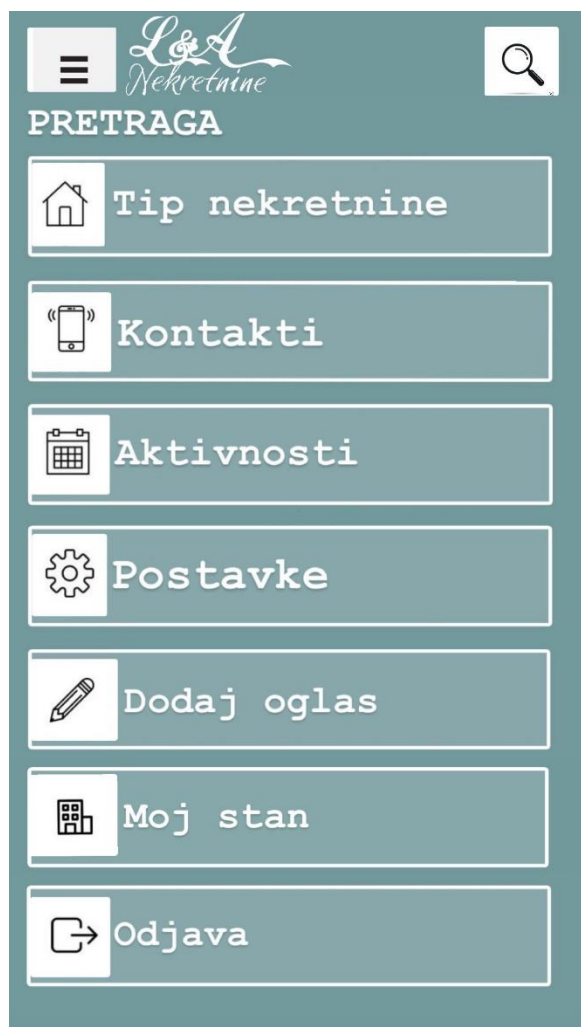 L&A
Nekretnine
PRETRAGA
Tip nekretnine
Kontakti
Aktivnosti
Postavke
Dodaj oglas
Moj stan
Odjava